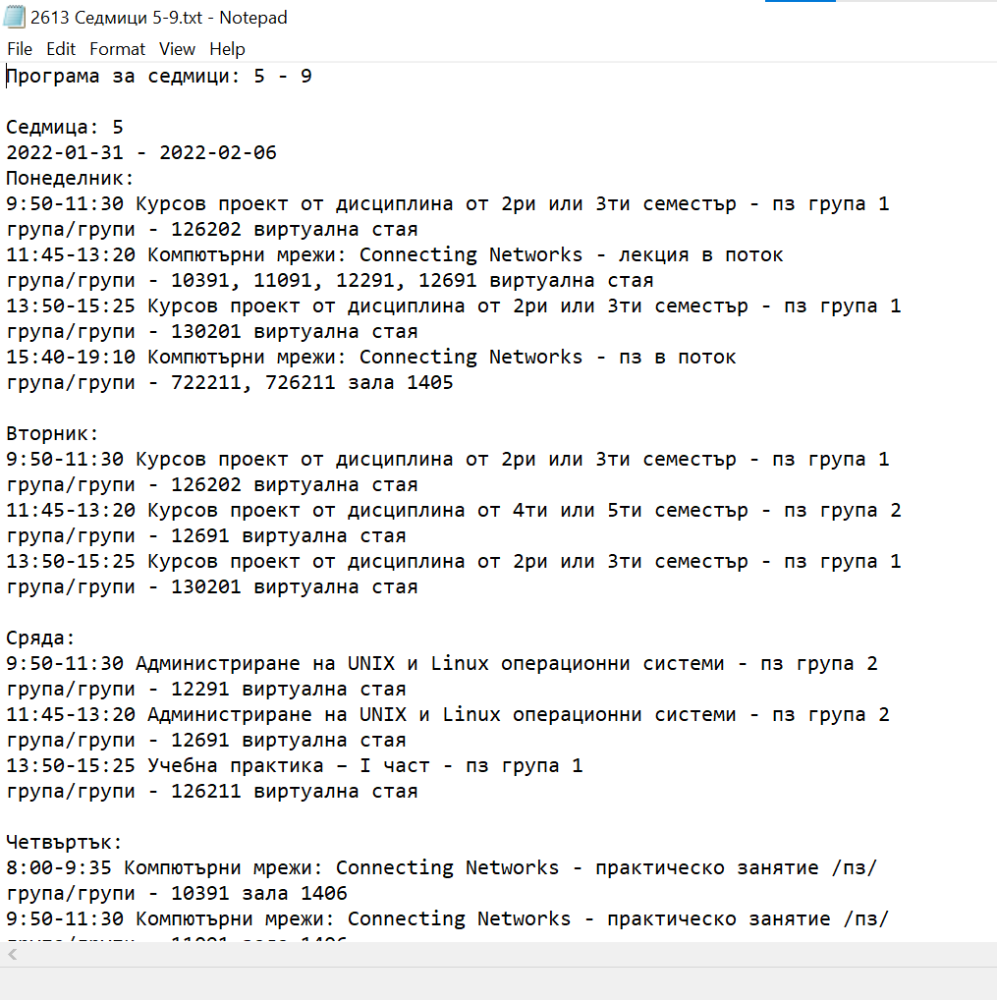 2613 Седмици 5-9.txt - Notepad
File Edit Format View Help
Програма за седмици: 5 - 9
Седмица: 5
2022-01-31 - 2022-02-06
Понеделник:
9:50-11:30 Курсов проект от дисциплина от 2ри или 3ти семестър - пз група 1
група/групи - 126202 виртуална стая
11:45-13:20 Компютърни мрежи: Connecting Networks - лекция в поток
група/групи - 10391, 11091, 12291, 12691 виртуална стая
13:50-15:25 Курсов проект от дисциплина от 2ри или 3ти семестър - пз група 1
група/групи - 130201 виртуална стая
15:40-19:10 Компютърни мрежи: Connecting Networks - пз в поток
група/групи - 722211, 726211 зала 1405
Вторник:
9:50-11:30 Курсов проект от дисциплина от 2ри или 3ти семестър - пз група 1
група/групи - 126202 виртуална стая
11:45-13:20 Курсов проект от дисциплина от 4ти или 5ти семестър - пз група 2
група/групи - 12691 виртуална стая
13:50-15:25 Курсов проект от дисциплина от 2ри или 3ти семестър - пз група 1
група/групи - 130201 виртуална стая
Сряда:
9:50-11:30 Администриране на UNIX и Linux операционни системи - пз група 2
група/групи - 12291 виртуална стая
11:45-13:20 Администриране на UNIX и Linux операционни системи - пз група 2
група/групи - 12691 виртуална стая
13:50-15:25 Учебна практика – I част - пз група 1
група/групи - 126211 виртуална стая
Четвъртък:
8:00-9:35 Компютърни мрежи: Connecting Networks - практическо занятие /пз/
група/групи - 10391 зала 1406
9:50-11:30 Компютърни мрежи: Connecting Networks - практическо занятие /пз/